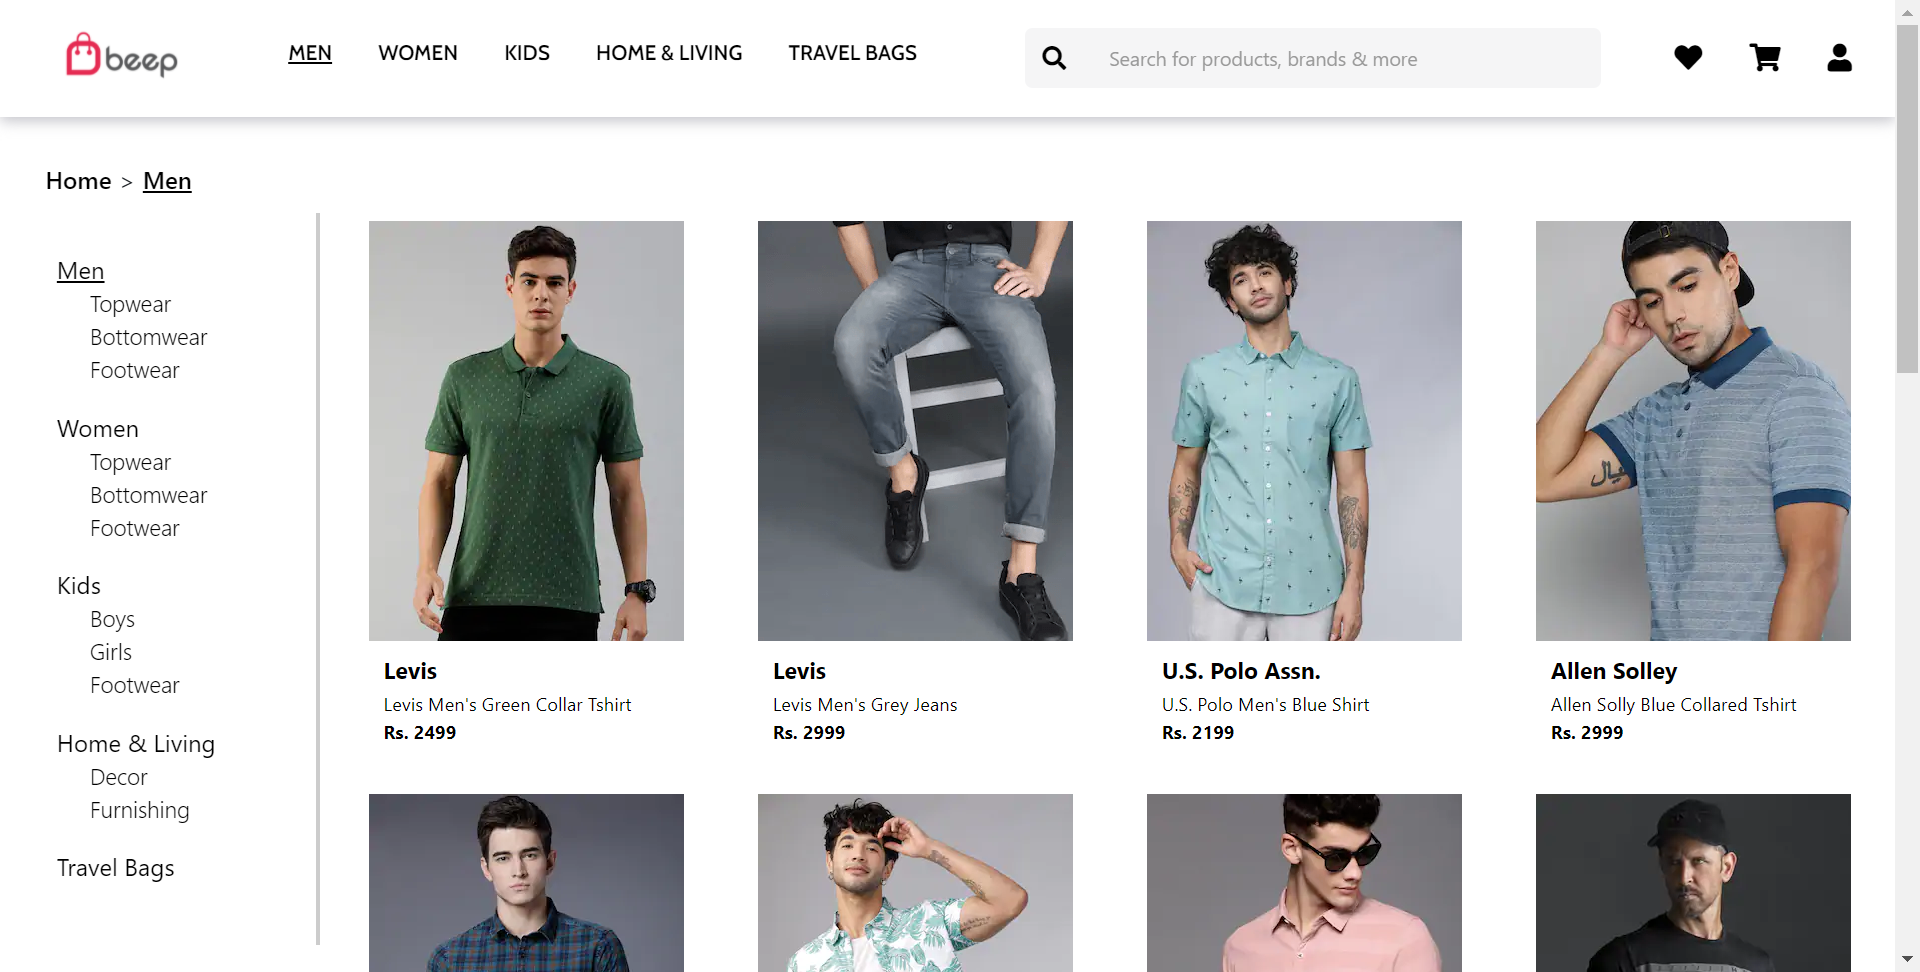 beep
MEN WOMEN KIDS HOME & LIVING TRAVEL BAGS
Search for products, brands & more
Home > Men
Men
Topwear
Bottomwear
Footwear
Women
Topwear
Bottomwear
Footwear
Kids
Boys
Girls
Footwear
Home & Living
Decor
Furnishing
Travel Bags
Levis
Levis Men's Green Collar Tshirt
Rs. 2499
Levis
Levis Men's Grey Jeans
Rs. 2999
U.S. Polo Assn.
U.S. Polo Men's Blue Shirt
Rs. 2199
Allen Solley
Allen Solly Blue Collared Tshirt
Rs. 2999